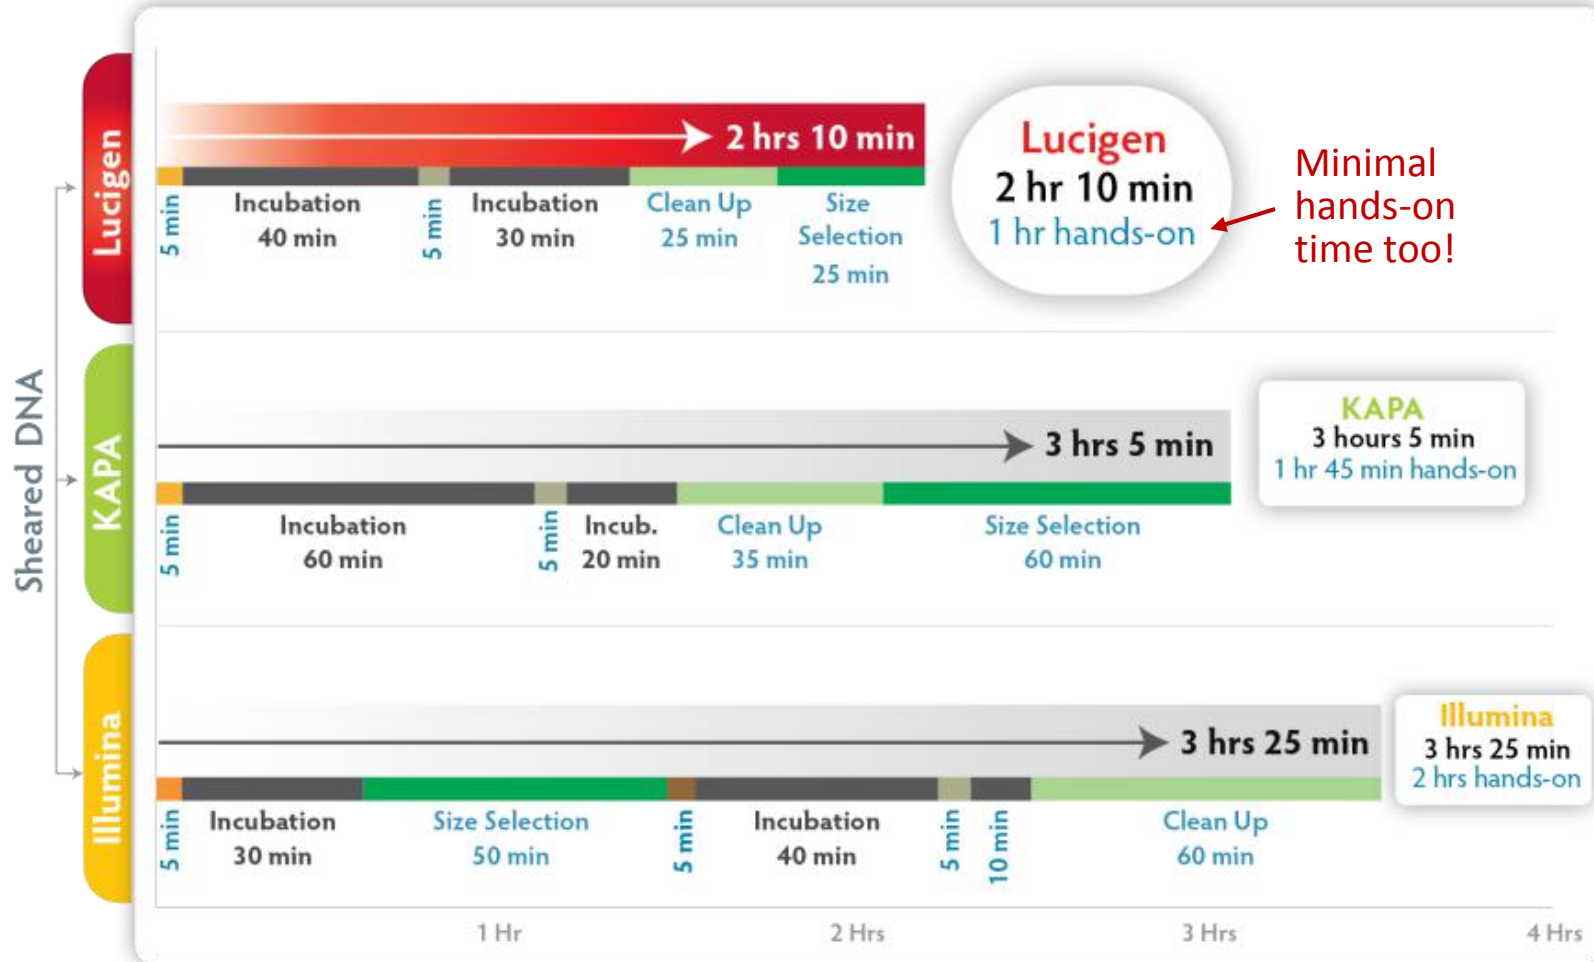 Sheared DNA
Lucigen
2 hrs 10 min
5 min
Incubation
40 min
5 min
Incubation
30 min
Clean Up
25 min
Size
Selection
25 min
Lucigen
2 hr 10 min
1 hr hands-on
Minimal
hands-on
time too!
KAPA
3 hrs 5 min
5 min
Incubation
60 min
5 min
Incub.
20 min
Clean Up
35 min
Size Selection
60 min
KAPA
3 hours 5 min
1 hr 45 min hands-on
Illumina
3 hrs 25 min
5 min
Incubation
30 min
Size Selection
50 min
5 min
Incubation
40 min
5 min
10 min
Clean Up
60 min
Illumina
3 hrs 25 min
2 hrs hands-on
1 Hr
2 Hrs
3 Hrs
4 Hrs